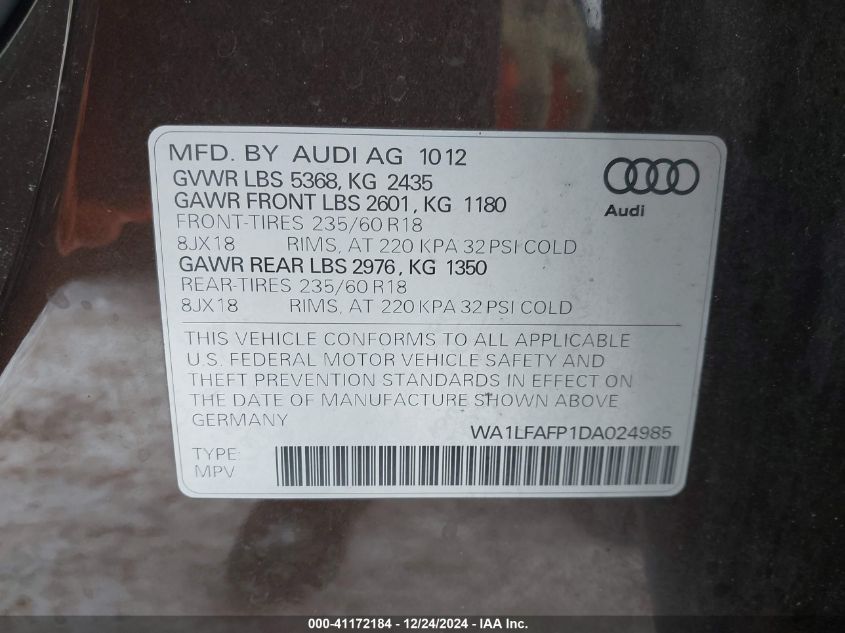 MFD. BY AUDI AG 1012
GVWR LBS 5368, KG 2435
GAWR FRONT LBS 2601, KG 1180
FRONT-TIRES 235/60 R18
8JX18 RIMS, AT 220 KPA 32 PSI COLD
GAWR REAR LBS 2976, KG 1350
REAR-TIRES 235/60 R18
8JX18 RIMS, AT 220 KPA 32 PSI COLD
Audi
THIS VEHICLE CONFORMS TO ALL APPLICABLE
U.S. FEDERAL MOTOR VEHICLE SAFETY AND
THEFT PREVENTION STANDARDS IN EFFECT ON
THE DATE OF MANUFACTURE SHOWN ABOVE
GERMANY
WA1LFAFP1DA024985
TYPE:
MPV
000-41172184 - 12/24/2024 - IAA Inc.